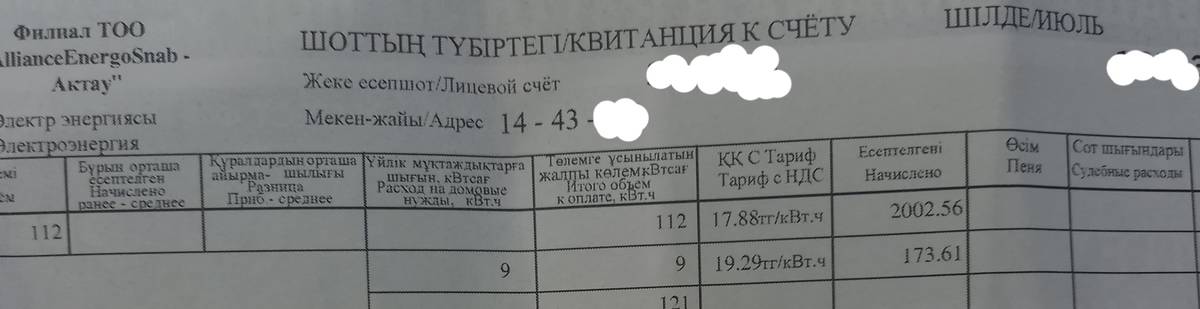 Филиал ТОО
AllianceEnergoSnab -
Актау"
ШОТТЫҢ ТҮБІРТЕГІ/КВИТАНЦИЯ К СЧЁТУ
ШІЛДЕ/ИЮЛЬ
Жеке есепшот/Лицевой счёт
Мекен-жайы/Адрес 14 - 43 -
Электр энергиясы
Электроэнергия
Бұрын орташа
есептелген
Начислено
ранее - среднее
Құралдардын орташа
айырма- шылығы
Разница
Приб - среднее
Үйлік мұктаждықтарға
шығын, кВтсағ
Расход на домовые
нужды, кВт.ч
Төлемге ұсынылатын
жалпы көлемкВтсағ
Итого объем
к оплате, кВт.ч
ҚҚ С Тариф
Тариф с НДС
Есептелгені
Начислено
Өсім
Пеня
Сот шығындары
Судебные расходы
112 112 17.88тг/кВт.ч 2002.56
9 9 19.29тг/кВт.ч 173.61
121